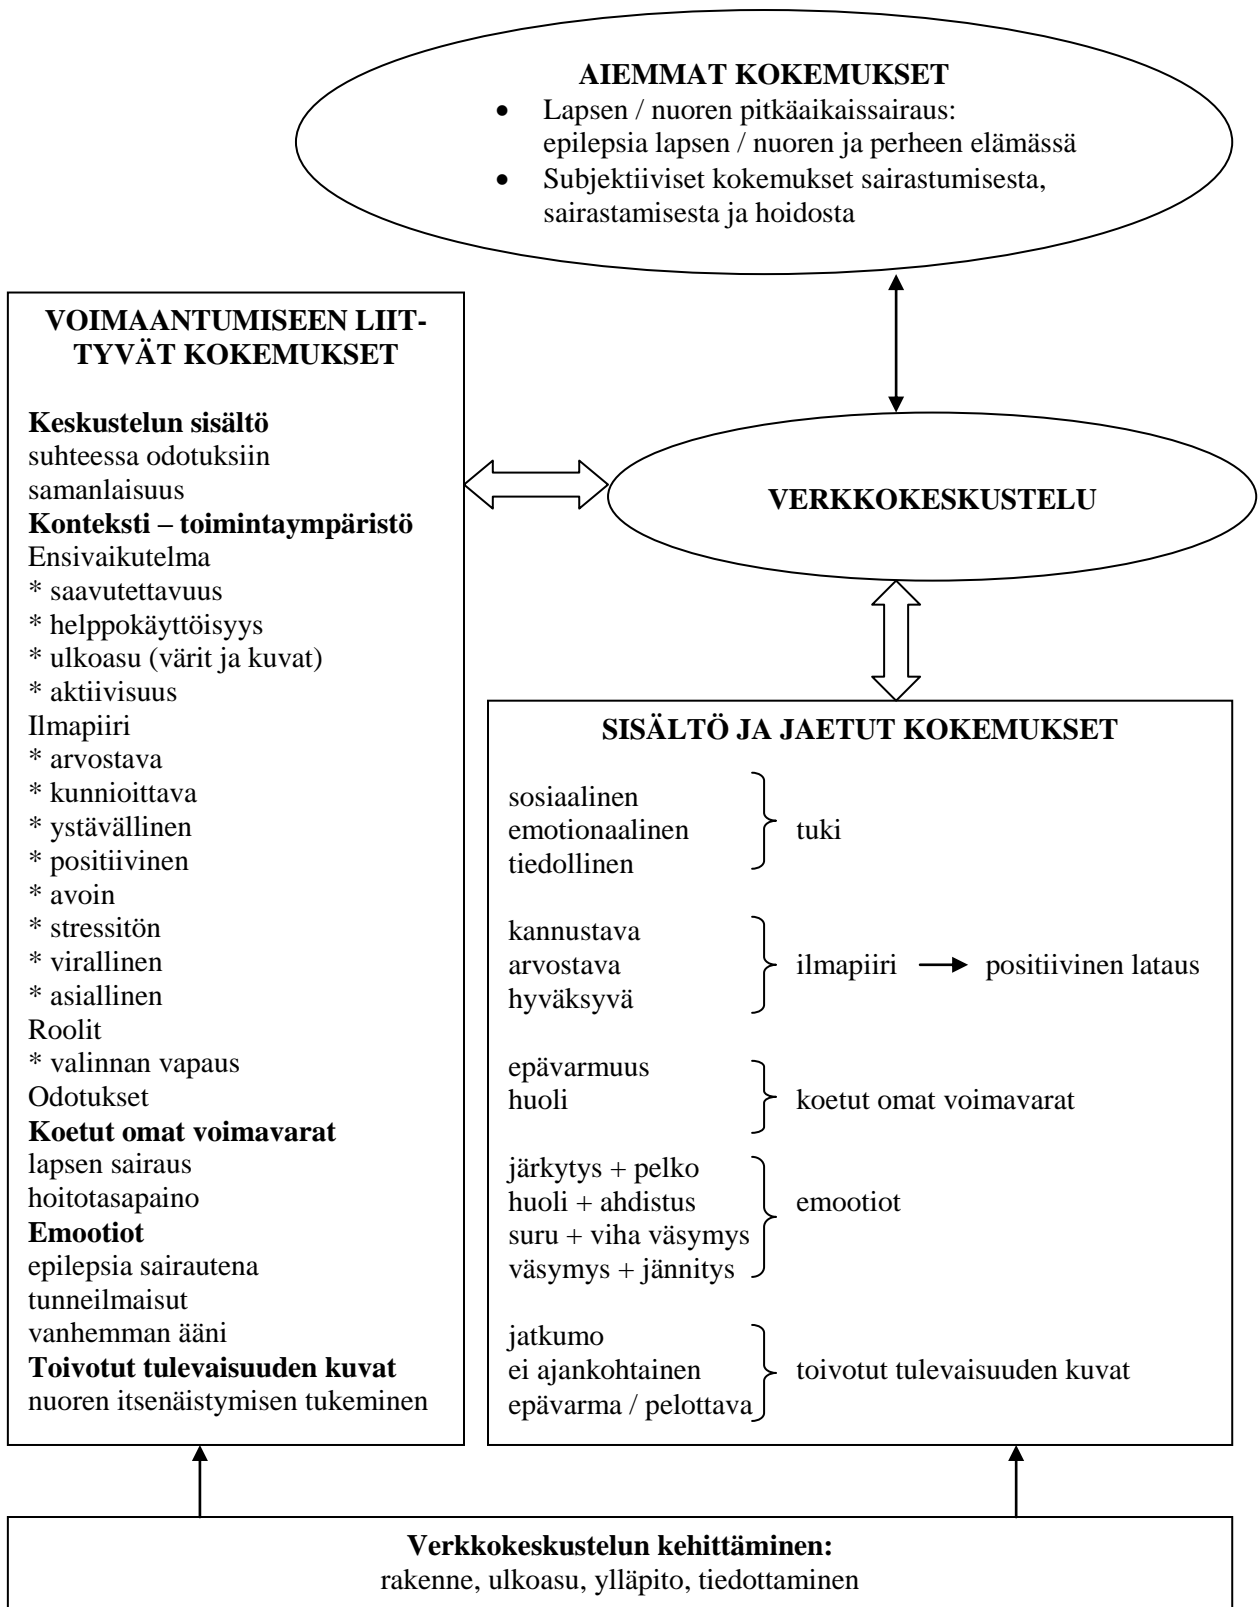 AIEMMAT KOKEMUKSET
• Lapsen / nuoren pitkäaikaissairaus:
epilepsia lapsen / nuoren ja perheen elämässä
• Subjektiiviset kokemukset sairastumisesta,
sairastamisesta ja hoidosta
VOIMAANTUMISEEN LIIT-
TYVÄT KOKEMUKSET
Keskustelun sisältö
suhteessa odotuksiin
samanlaisuus
Konteksti – toimintaympäristö
Ensivaikutelma
* saavutettavuus
* helppokäyttöisyys
* ulkoasu (värit ja kuvat)
* aktiivisuus
Ilmapiiri
* arvostava
* kunnioittava
* ystävällinen
* positiivinen
* avoin
* stressitön
* virallinen
* asiallinen
Roolit
* valinnan vapaus
Odotukset
Koetut omat voimavarat
lapsen sairaus
hoitotasapaino
Emootiot
epilepsia sairautena
tunneilmaisut
vanhemman ääni
Toivotut tulevaisuuden kuvat
nuoren itsenäistymisen tukeminen
VERKKOKESKUSTELU
SISÄLTÖ JA JAETUT KOKEMUKSET
sosiaalinen
emotionaalinen
tiedollinen
tuki
kannustava
arvostava
hyväksyvä
ilmapiiri
positiivinen lataus
epävarmuus
huoli
koetut omat voimavarat
järkytys + pelko
huoli + ahdistus
suru + viha väsymys
väsymys + jännitys
emootiot
jatkumo
ei ajankohtainen
epävarma / pelottava
toivotut tulevaisuuden kuvat
Verkkokeskustelun kehittäminen:
rakenne, ulkoasu, ylläpito, tiedottaminen